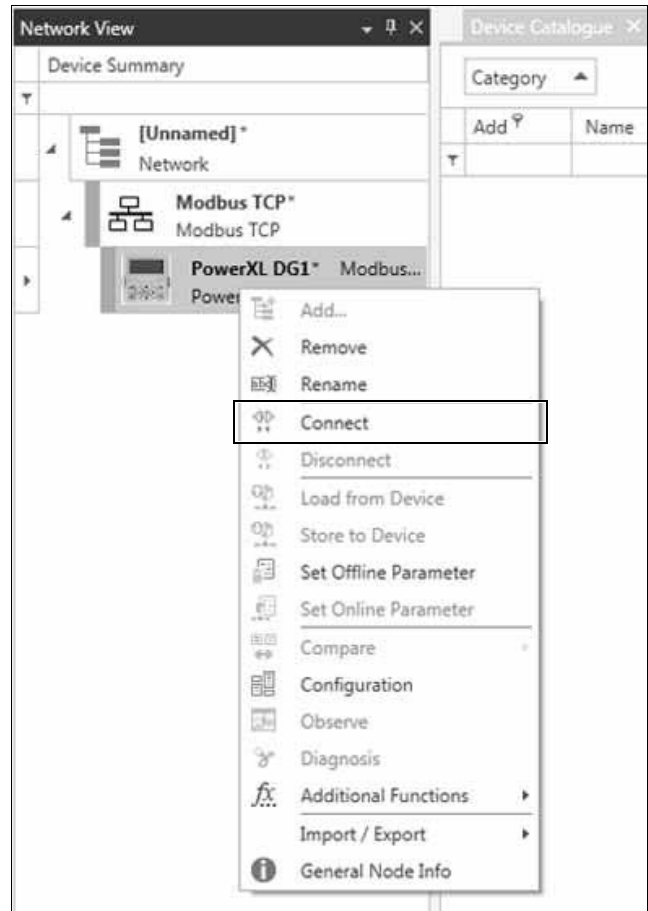 Network View
Device Catalogue
Device Summary
Category
Add Name
[Unnamed] *
Network
Modbus TCP*
Modbus TCP
PowerXL DG1* Modbus...
Power
Add...
Remove
Rename
Connect
Disconnect
Load from Device
Store to Device
Set Offline Parameter
Set Online Parameter
Compare
Configuration
Observe
Diagnosis
fx Additional Functions
Import / Export
General Node Info